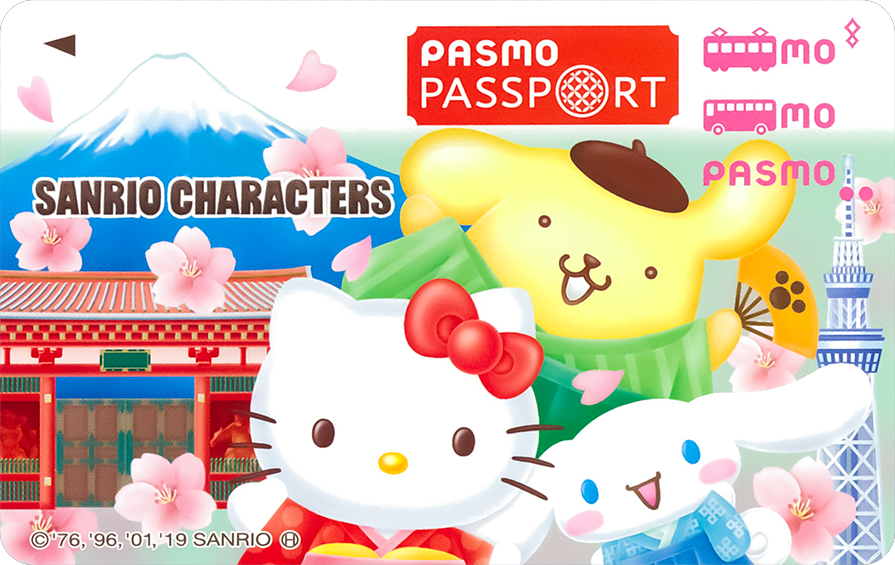 PASMO
PASSPORT
MO
MO
PASMO
SANRIO CHARACTERS
©'76,'96,'01,'19 SANRIO Ⓗ